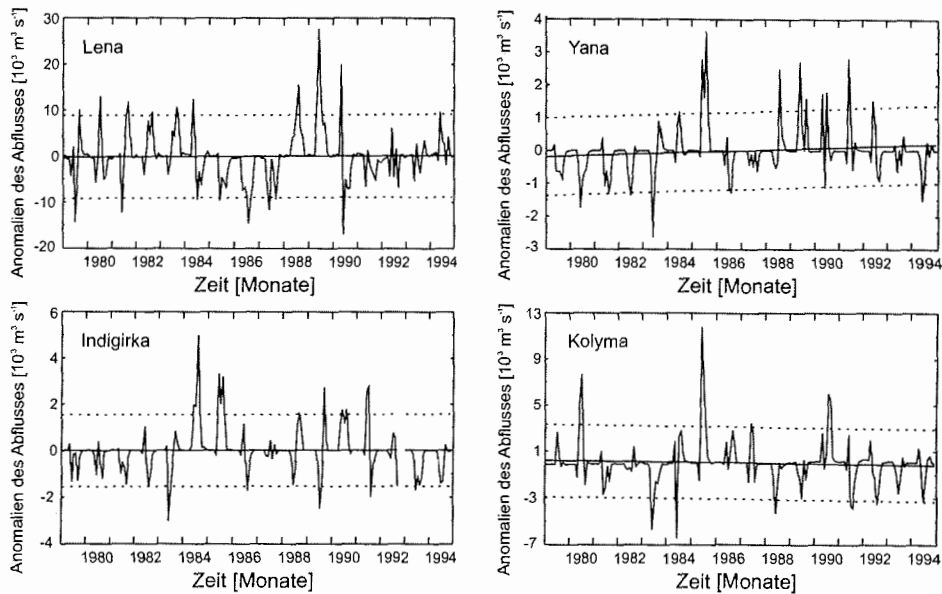 Anomalien des Abflusses [10³ m³ s⁻¹]
Lena
30
20
10
0
-10
-20
1980 1982 1984 1986 1988 1990 1992 1994
Zeit [Monate]
Anomalien des Abflusses [10³ m³ s⁻¹]
Yana
4
3
2
1
0
-1
-2
-3
1980 1982 1984 1986 1988 1990 1992 1994
Zeit [Monate]
Anomalien des Abflusses [10³ m³ s⁻¹]
Indigirka
6
4
2
0
-2
-4
1980 1982 1984 1986 1988 1990 1992 1994
Zeit [Monate]
Anomalien des Abflusses [10³ m³ s⁻¹]
Kolyma
13
9
5
1
-3
-7
1980 1982 1984 1986 1988 1990 1992 1994
Zeit [Monate]